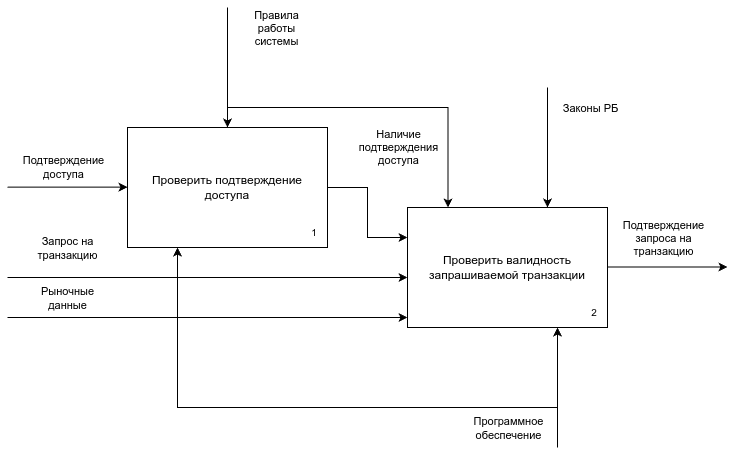 Правила
работы
системы
Законы РБ
Наличие
подтверждения
доступа
Подтверждение
доступа
Проверить подтверждение
доступа
1
Запрос на
транзакцию
Рыночные
данные
Проверить валидность
запрашиваемой транзакции
2
Подтверждение
запроса на
транзакцию
Программное
обеспечение